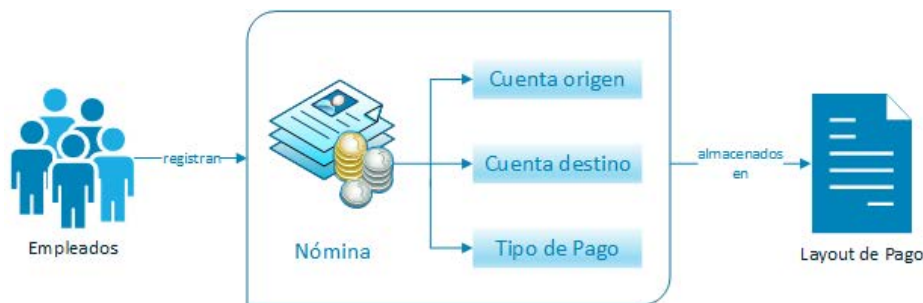 Empleados
registran
Nómina
Cuenta origen
Cuenta destino
Tipo de Pago
almacenados
en
Layout de Pago